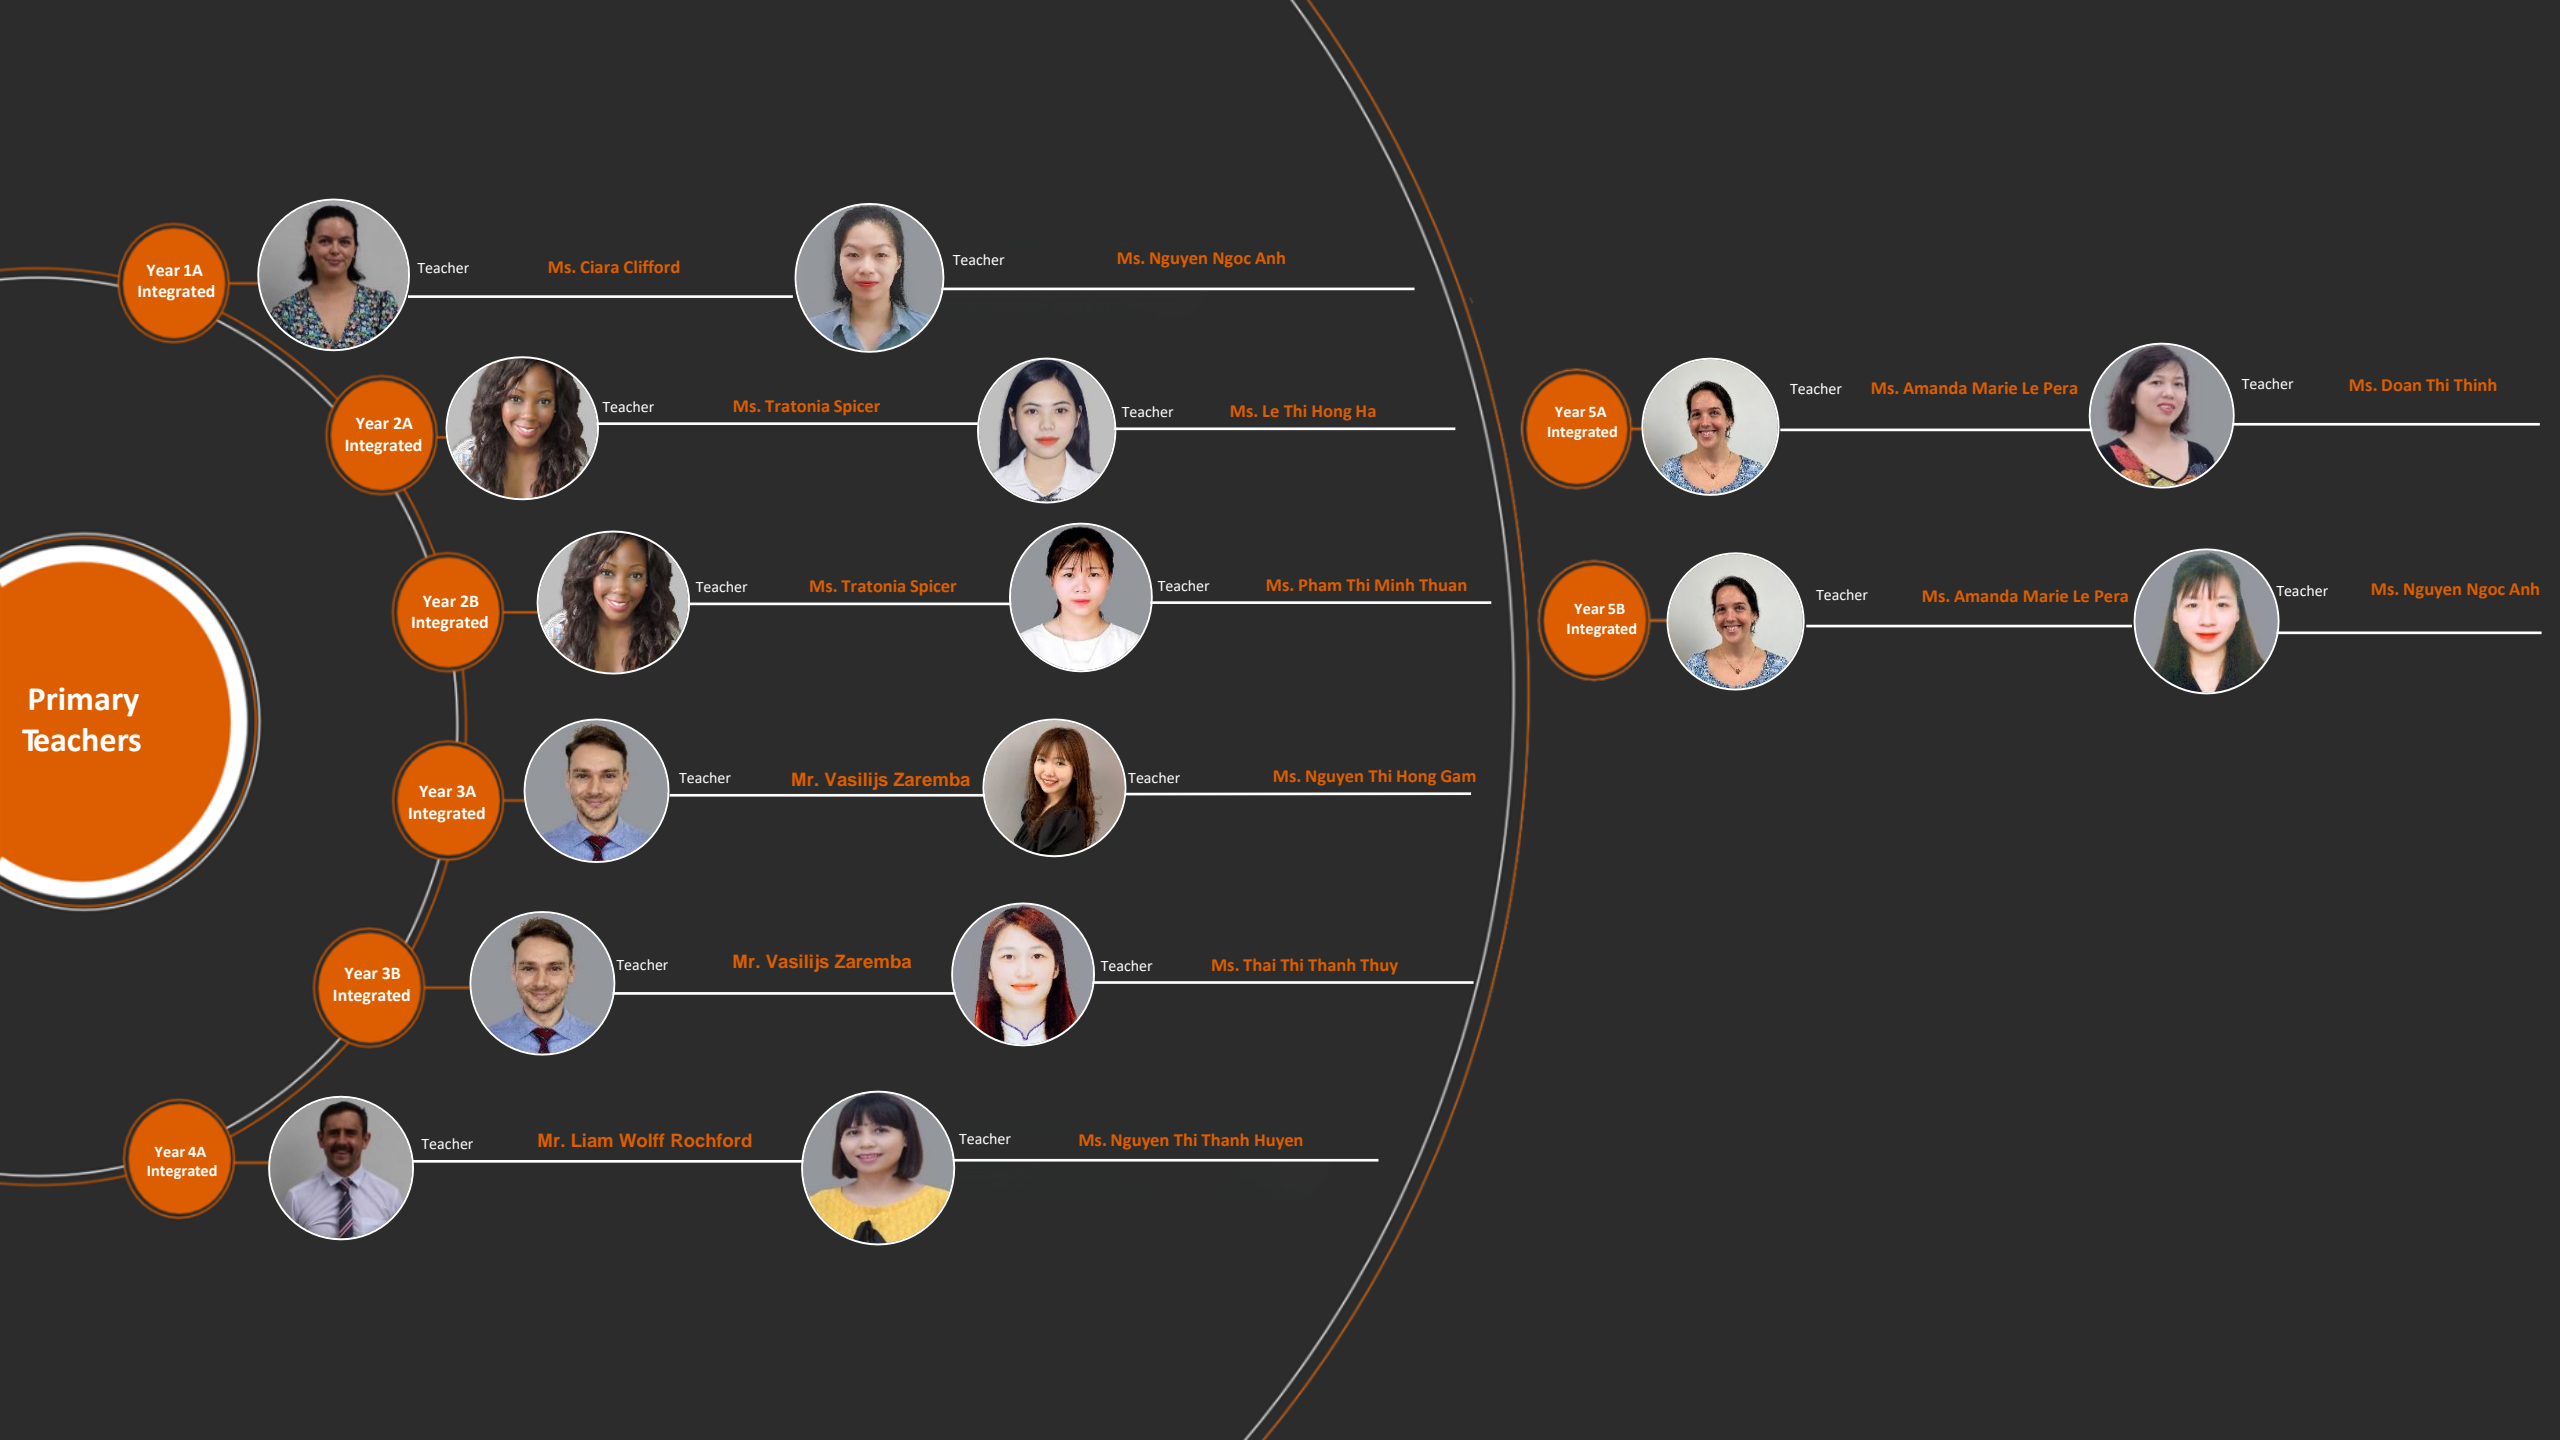 Primary
Teachers
Year 1A
Integrated
Teacher
Ms. Ciara Clifford
Teacher
Ms. Nguyen Ngoc Anh
Year 2A
Integrated
Teacher
Ms. Tratonia Spicer
Teacher
Ms. Le Thi Hong Ha
Year 2B
Integrated
Teacher
Ms. Tratonia Spicer
Teacher
Ms. Pham Thi Minh Thuan
Year 3A
Integrated
Teacher
Mr. Vasilijs Zaremba
Teacher
Ms. Nguyen Thi Hong Gam
Year 3B
Integrated
Teacher
Mr. Vasilijs Zaremba
Teacher
Ms. Thai Thi Thanh Thuy
Year 4A
Integrated
Teacher
Mr. Liam Wolff Rochford
Teacher
Ms. Nguyen Thi Thanh Huyen
Year 5A
Integrated
Teacher
Ms. Amanda Marie Le Pera
Teacher
Ms. Doan Thi Thinh
Year 5B
Integrated
Teacher
Ms. Amanda Marie Le Pera
Teacher
Ms. Nguyen Ngoc Anh